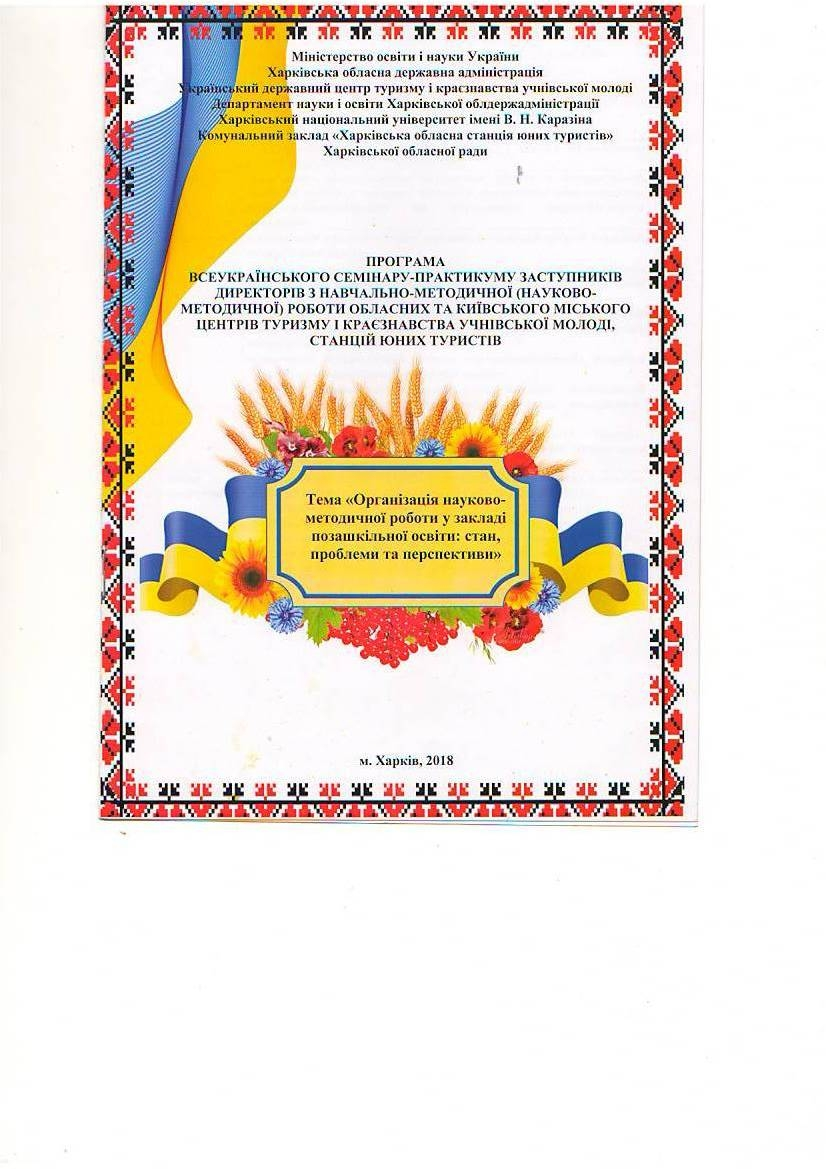 Міністерство освіти і науки України
Харківська обласна державна адміністрація
Український державний центр туризму і краєзнавства учнівської молоді
Департамент науки і освіти Харківської облдержадміністрації
Харківський національний університет імені В. Н. Каразіна
Комунальний заклад «Харківська обласна станція юних туристів»
Харківської обласної ради
ПРОГРАМА
ВСЕУКРАЇНСЬКОГО СЕМІНАРУ-ПРАКТИКУМУ ЗАСТУПНИКІВ
ДИРЕКТОРІВ З НАВЧАЛЬНО-МЕТОДИЧНОЇ (НАУКОВО-
МЕТОДИЧНОЇ) РОБОТИ ОБЛАСНИХ ТА КИЇВСЬКОГО МІСЬКОГО
ЦЕНТРІВ ТУРИЗМУ І КРАЄЗНАВСТВА УЧНІВСЬКОЇ МОЛОДІ,
СТАНЦІЙ ЮНИХ ТУРИСТІВ
Тема «Організація науково-
методичної роботи у закладі
позашкільної освіти: стан,
проблеми та перспективи»
м. Харків, 2018